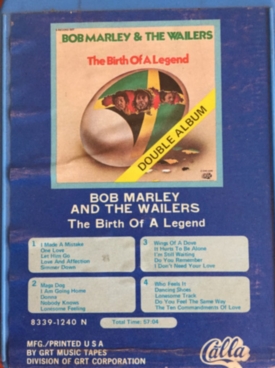 BOB MARLEY & THE WAILERS
The Birth Of A Legend
DOUBLE ALBUM
BOB MARLEY
AND THE WAILERS
The Birth Of A Legend
1 I Made A Mistake
One Love
Let Him Go
Love And Affection
Simmer Down
3 Wings Of A Dove
It Hurts To Be Alone
I'm Still Waiting
Do You Remember
I Don't Need Your Love
2 Maga Dog
I Am Going Home
Donna
Nobody Knows
Lonesome Feeling
4 Who Feels It
Dancing Shoes
Lonesome Track
Do You Feel The Same Way
The Ten Commandments Of Love
8339-1240 N
Total Time: 57:04
MFG./PRINTED U S A
BY GRT MUSIC TAPES
DIVISION OF GRT CORPORATION
Calla